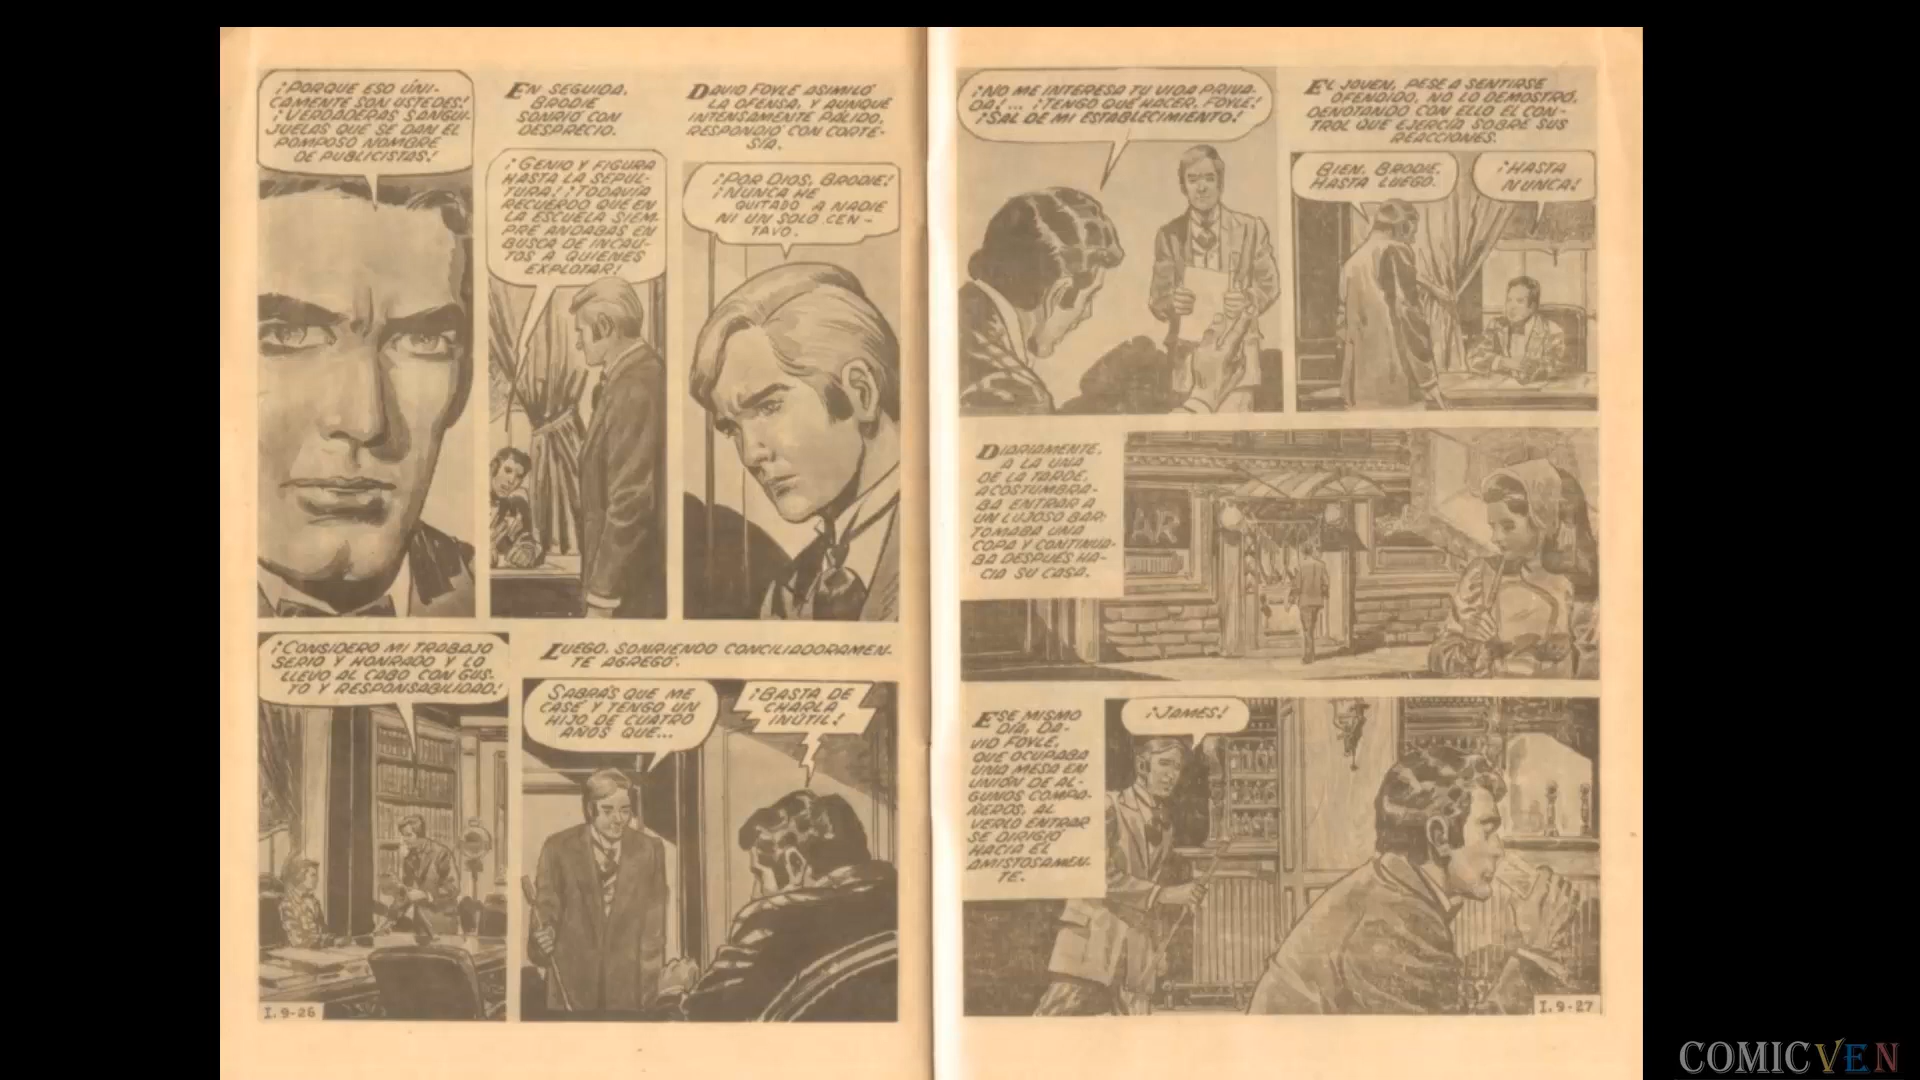 ¡PORQUE ESO ÚNI-
CAMENTE SON USTEDES!
¡VERDADERAS SANGUI-
JUELAS QUE SE DAN EL
POMPOSO NOMBRE
DE PUBLICISTAS!
EN SEGUIDA,
BRODIE
SONRIÓ CON
DESPRECIO.
¡GENIO Y FIGURA
HASTA LA SEPUL-
TURA! ¡TODAVÍA
RECUERDO QUE EN
LA ESCUELA SIEM-
PRE ANDABAS EN
BUSCA DE INCAU-
TOS A QUIENES
EXPLOTAR!
DAVID FOYLE ASIMILÓ
LA OFENSA, Y AUNQUE
INTENSAMENTE PÁLIDO,
RESPONDIÓ CON CORTE-
SÍA.
¡POR DIOS, BRODIE!
¡NUNCA HE
QUITADO A NADIE
NI UN SOLO CEN-
TAVO.
¡CONSIDERO MI TRABAJO
SERIO Y HONRADO Y LO
LLEVO AL CABO CON GUS-
TO Y RESPONSABILIDAD!
LUEGO, SONRIENDO CONCILIADORAMEN-
TE AGREGÓ.
SABRÁS QUE ME
CASÉ Y TENGO UN
HIJO DE CUATRO
AÑOS QUE...
¡BASTA DE
CHARLA
INÚTIL!
I. 9-26
¡NO ME INTERESA TU VIDA PRIVA-
DA!... ¡TENGO QUÉ HACER, FOYLE!
¡SAL DE MI ESTABLECIMIENTO!
EL JOVEN, PESE A SENTIRSE
OFENDIDO, NO LO DEMOSTRÓ,
DENOTANDO CON ELLO EL CON-
TROL QUE EJERCÍA SOBRE SUS
REACCIONES.
BIEN, BRODIE.
HASTA LUEGO.
¡HASTA
NUNCA!
DIARIAMENTE,
A LA UNA
DE LA TARDE,
ACOSTUMBRA-
BA ENTRAR A
UN LUJOSO BAR;
TOMABA UNA
COPA Y CONTINUA-
BA DESPUÉS HA-
CIA SU CASA.
AR
ESE MISMO
DÍA, DA-
VID FOYLE,
QUE OCUPABA
UNA MESA EN
UNIÓN DE AL-
GUNOS COMPA-
ÑEROS, AL
VERLO ENTRAR
SE DIRIGIÓ
HACIA ÉL
AMISTOSAMEN-
TE.
¡JAMES!
I. 9-27
COMICVEN